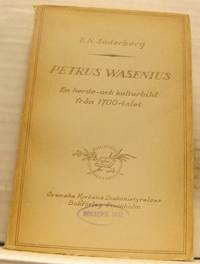 E. N. Söderberg
PETRUS WASENIUS
En herde- och kulturbild
från 1700-talet
Svenska Kyrkans Diakonistyrelses
Bokförlag Stockholm